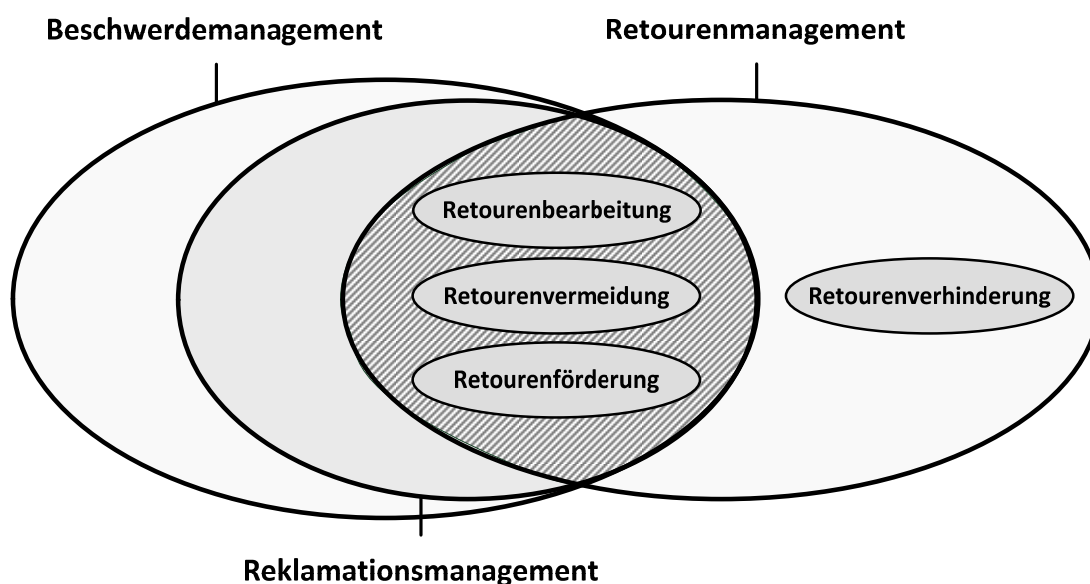 Beschwerdemanagement
Retourenmanagement
Retourenbearbeitung
Retourenvermeidung
Retourenverhinderung
Retourenförderung
Reklamationsmanagement